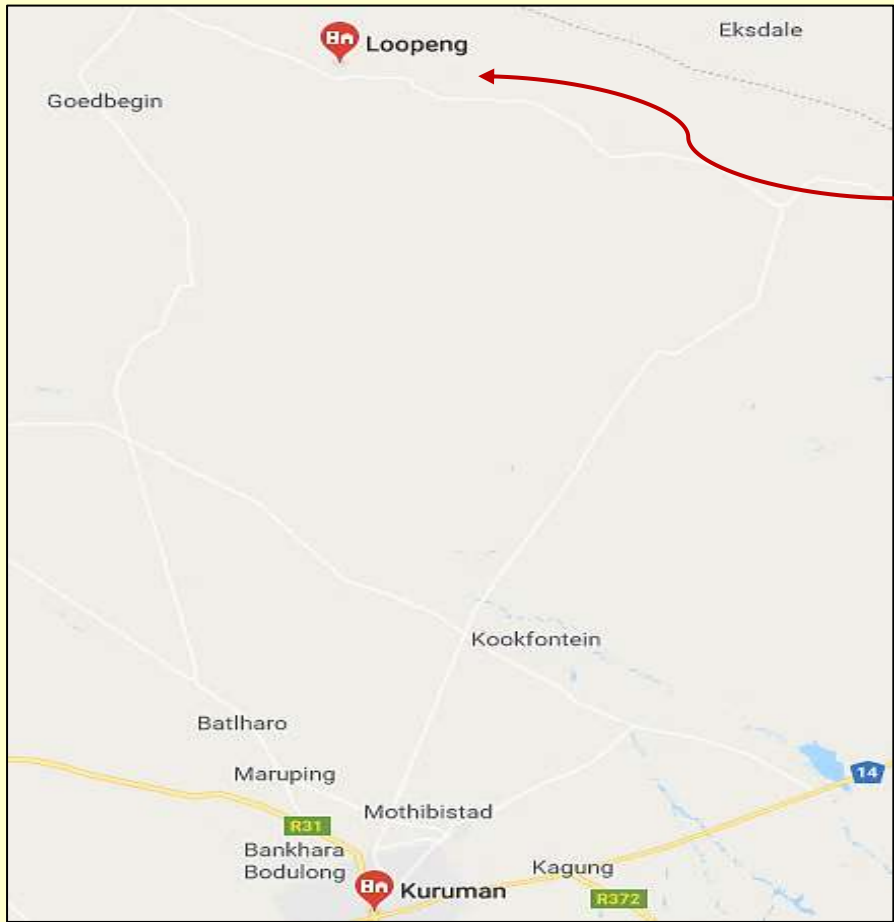 Eksdale
Loopeng
Goedbegin
Kookfontein
Batlharo
Maruping
14
Mothibistad
R31
Bankhara
Bodulong
Kagung
Kuruman
R372